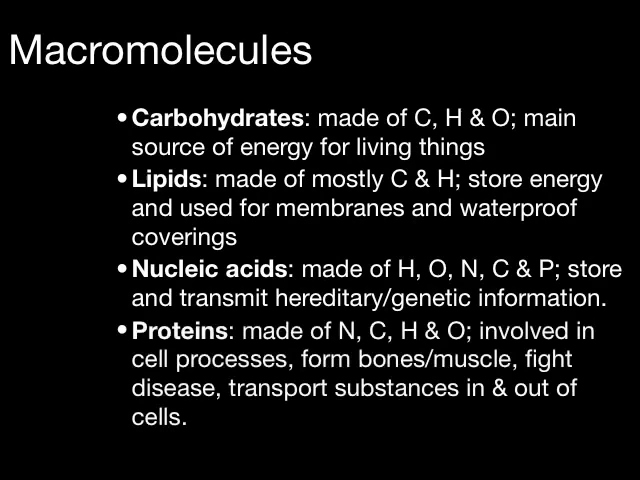 Macromolecules
•Carbohydrates: made of C, H & O; main
source of energy for living things
•Lipids: made of mostly C & H; store energy
and used for membranes and waterproof
coverings
•Nucleic acids: made of H, O, N, C & P; store
and transmit hereditary/genetic information.
•Proteins: made of N, C, H & O; involved in
cell processes, form bones/muscle, fight
disease, transport substances in & out of
cells.